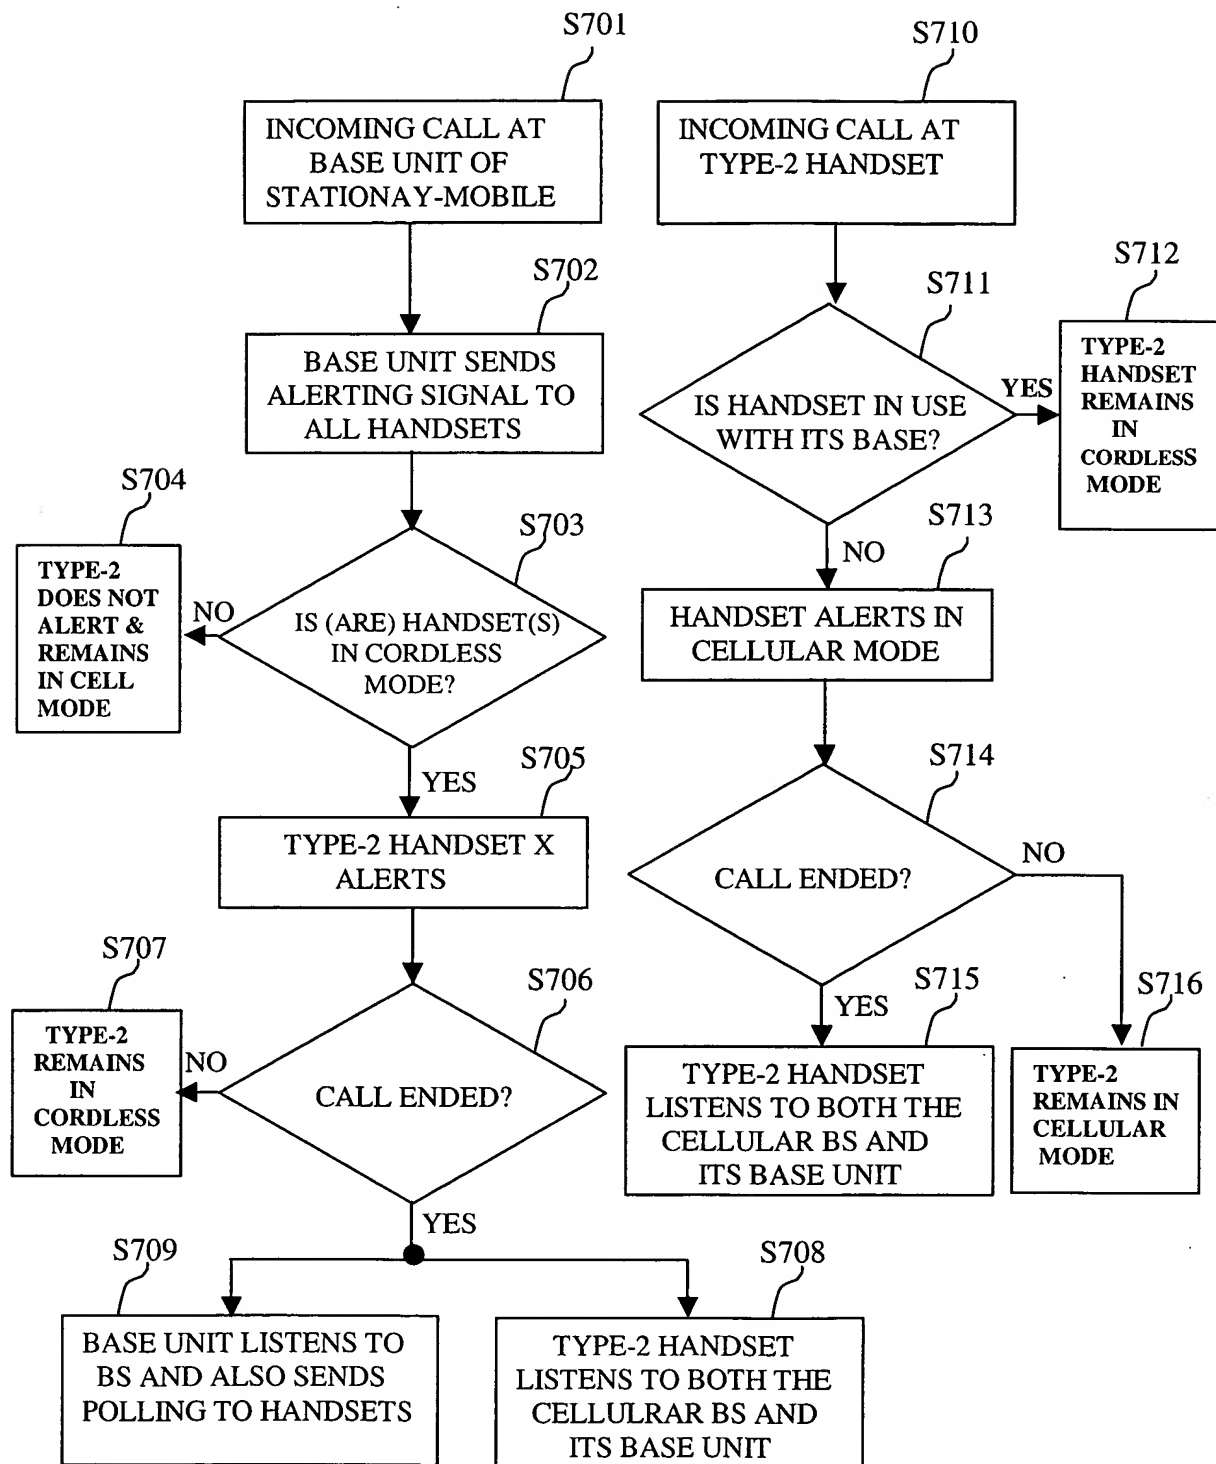 S701
INCOMING CALL AT
BASE UNIT OF
STATIONAY-MOBILE
S702
BASE UNIT SENDS
ALERTING SIGNAL TO
ALL HANDSETS
S703
IS (ARE) HANDSET(S)
IN CORDLESS
MODE?
NO
S704
TYPE-2
DOES NOT
ALERT &
REMAINS
IN CELL
MODE
YES
S705
TYPE-2 HANDSET X
ALERTS
S706
CALL ENDED?
NO
S707
TYPE-2
REMAINS
IN
CORDLESS
MODE
YES
S709
BASE UNIT LISTENS TO
BS AND ALSO SENDS
POLLING TO HANDSETS
S708
TYPE-2 HANDSET
LISTENS TO BOTH THE
CELLULRAR BS AND
ITS BASE UNIT
S710
INCOMING CALL AT
TYPE-2 HANDSET
S711
IS HANDSET IN USE
WITH ITS BASE?
YES
S712
TYPE-2
HANDSET
REMAINS
IN
CORDLESS
MODE
NO
S713
HANDSET ALERTS IN
CELLULAR MODE
S714
CALL ENDED?
NO
YES
S715
TYPE-2 HANDSET
LISTENS TO BOTH THE
CELLULAR BS AND
ITS BASE UNIT
S716
TYPE-2
REMAINS IN
CELLULAR
MODE